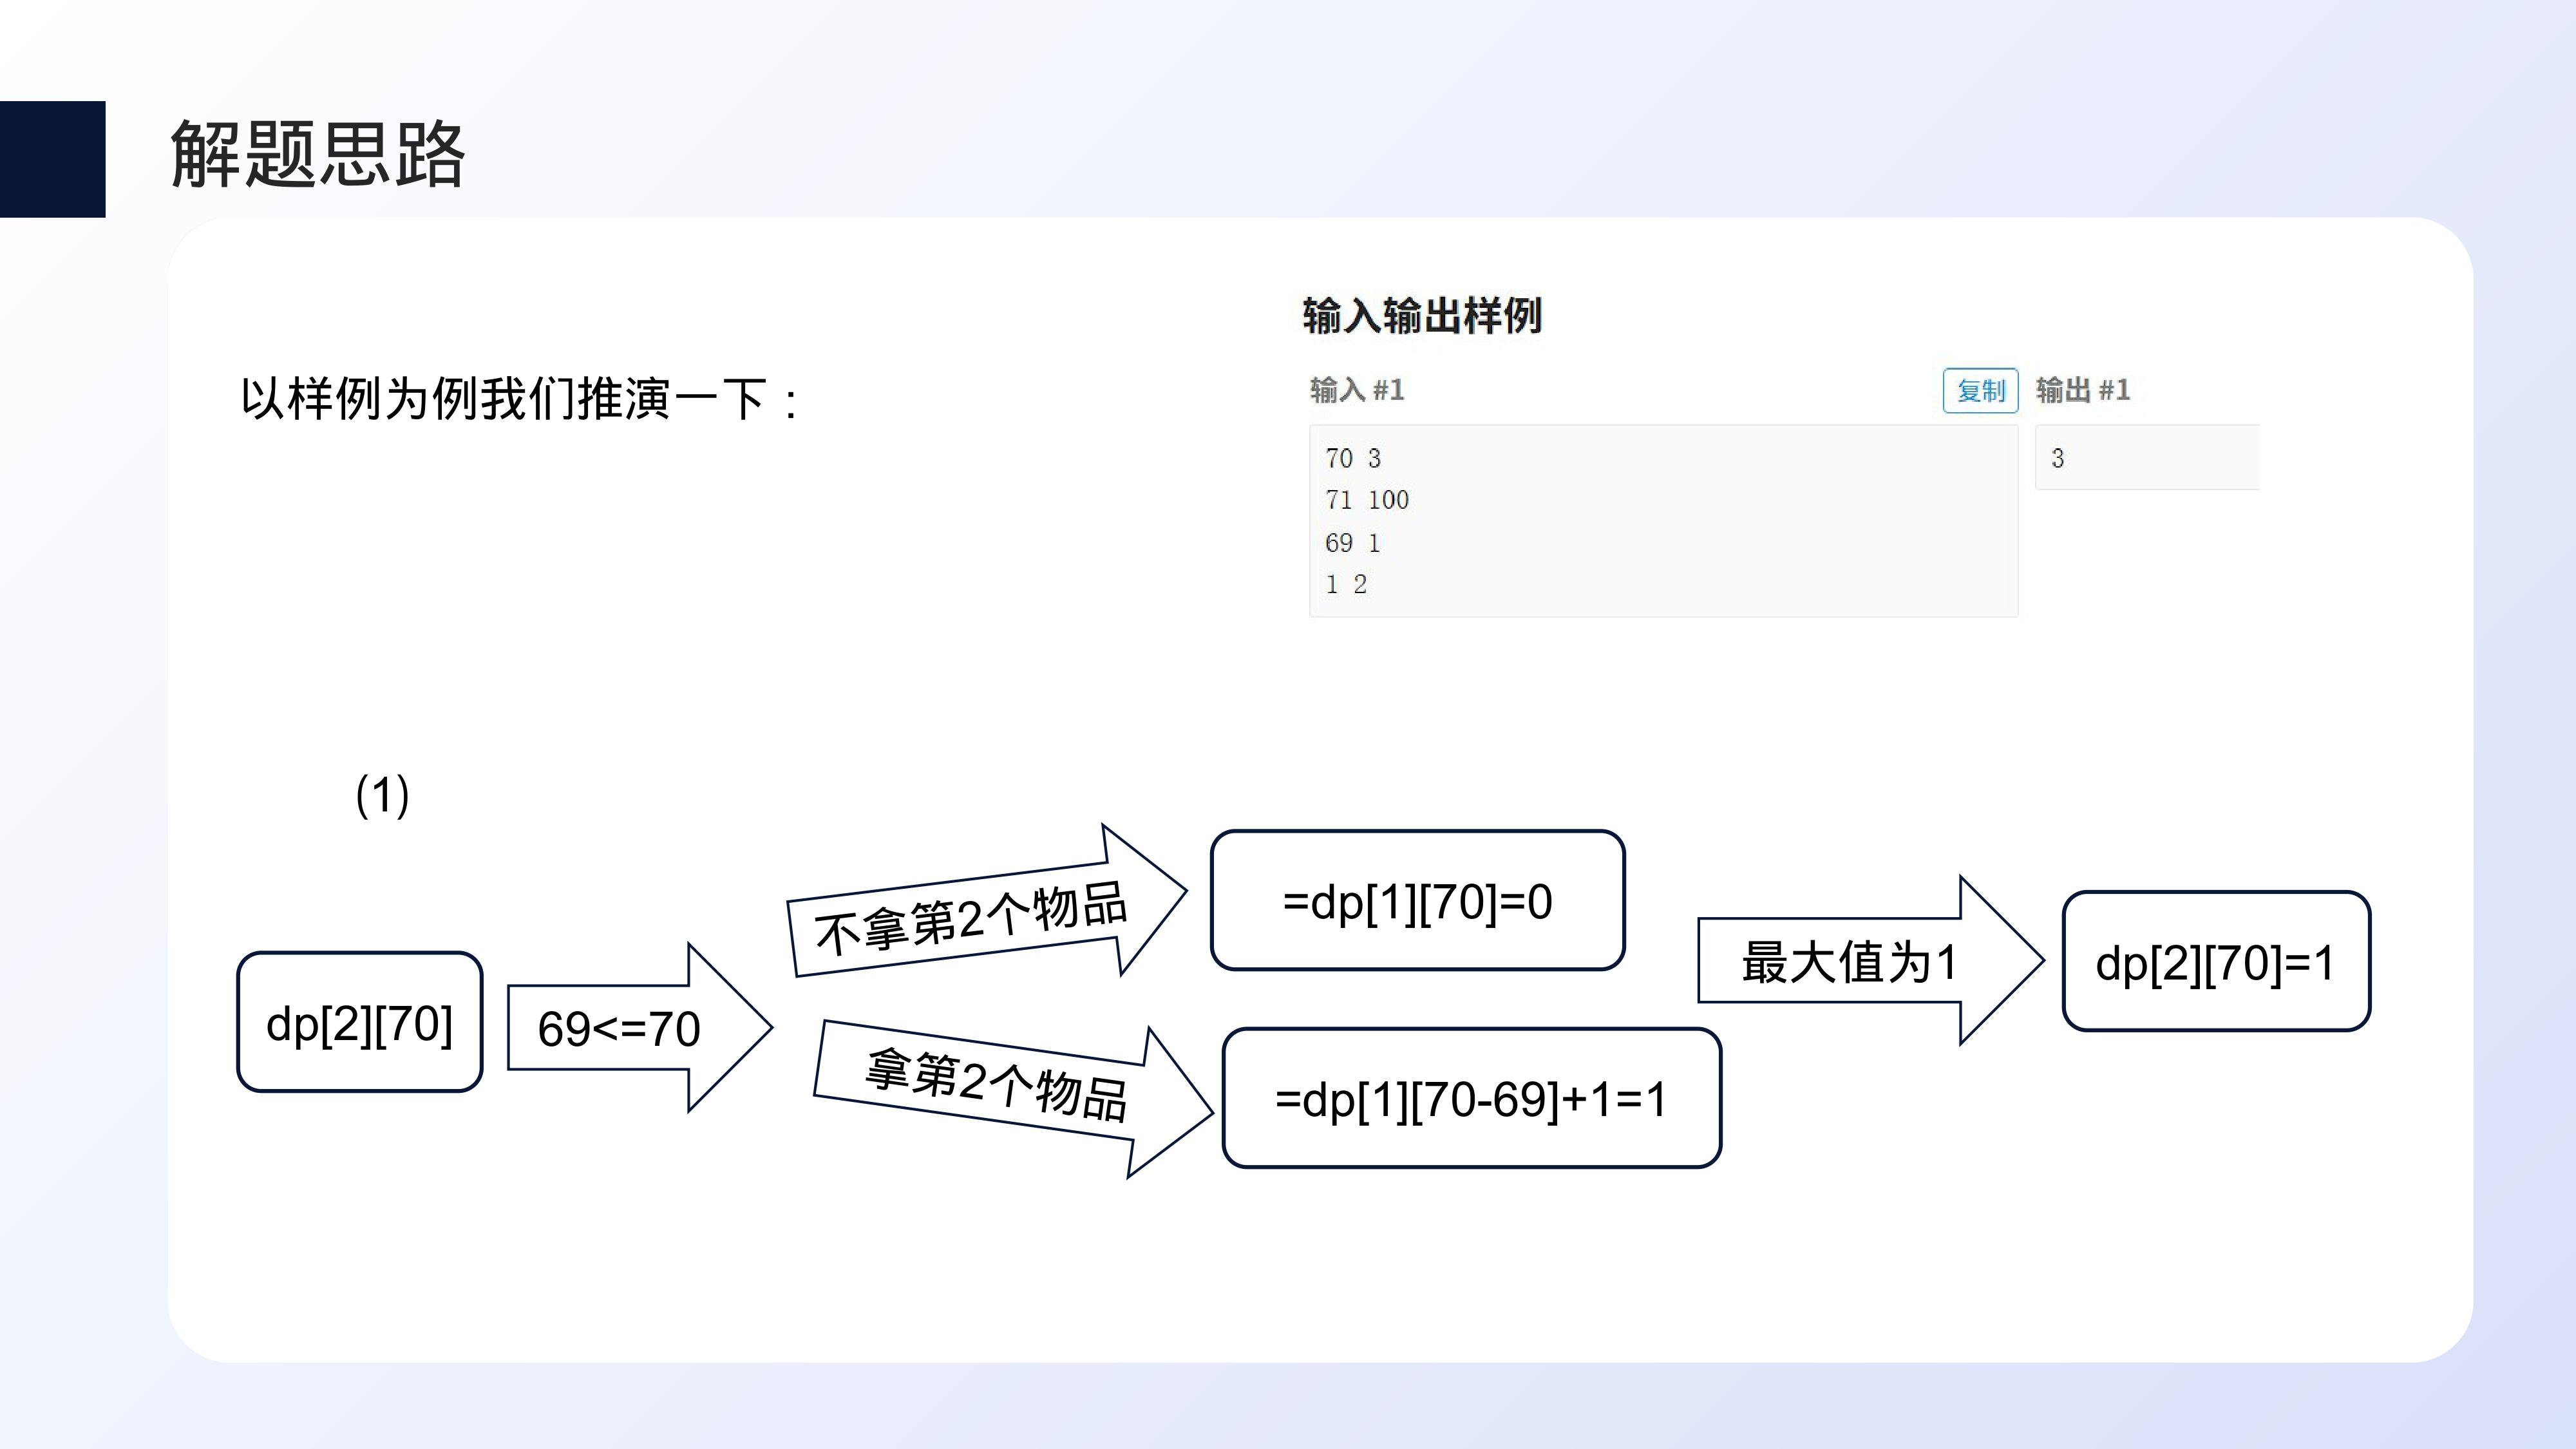 解题思路
以样例为例我们推演一下：
输入输出样例
输入 #1
复制
输出 #1
70 3
71 100
69 1
1 2
3
(1)
dp[2][70]
69<=70
不拿第2个物品
=dp[1][70]=0
拿第2个物品
=dp[1][70-69]+1=1
最大值为1
dp[2][70]=1